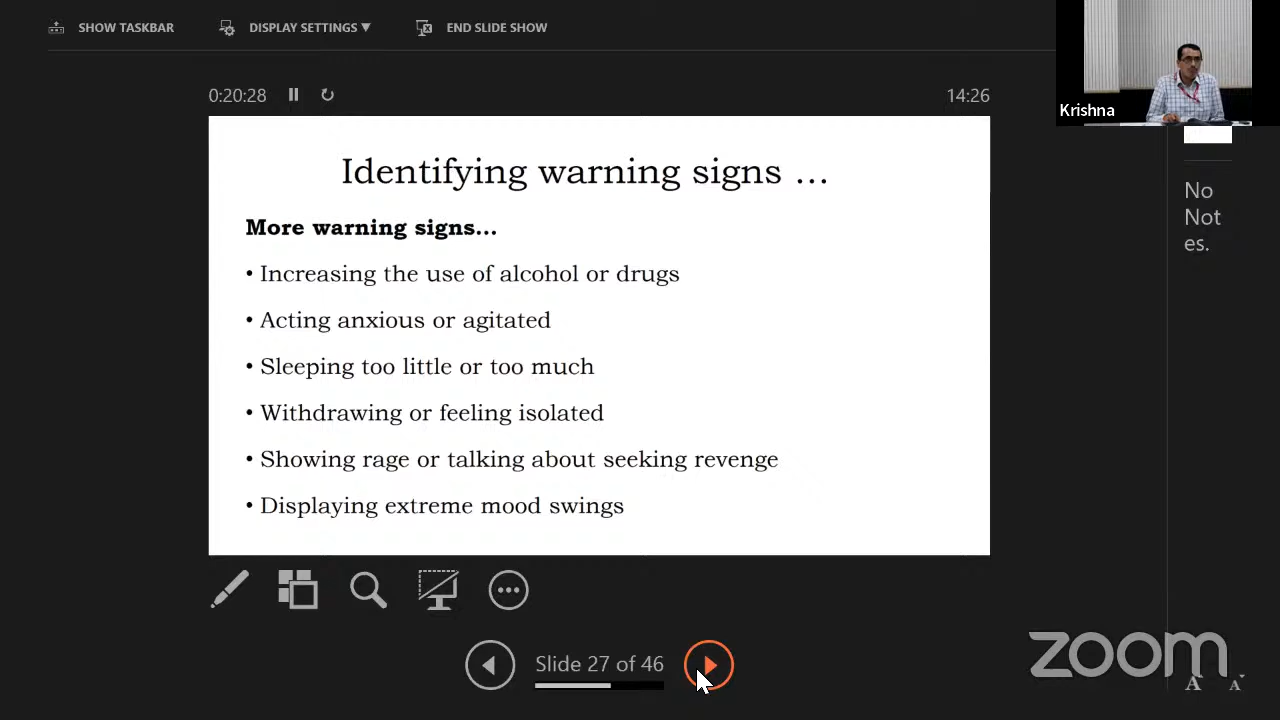 SHOW TASKBAR
DISPLAY SETTINGS ▼
END SLIDE SHOW
Krishna
0:20:28
14:26
Identifying warning signs …
More warning signs…
• Increasing the use of alcohol or drugs
• Acting anxious or agitated
• Sleeping too little or too much
• Withdrawing or feeling isolated
• Showing rage or talking about seeking revenge
• Displaying extreme mood swings
No
Not
es.
Slide 27 of 46
zoom
A A